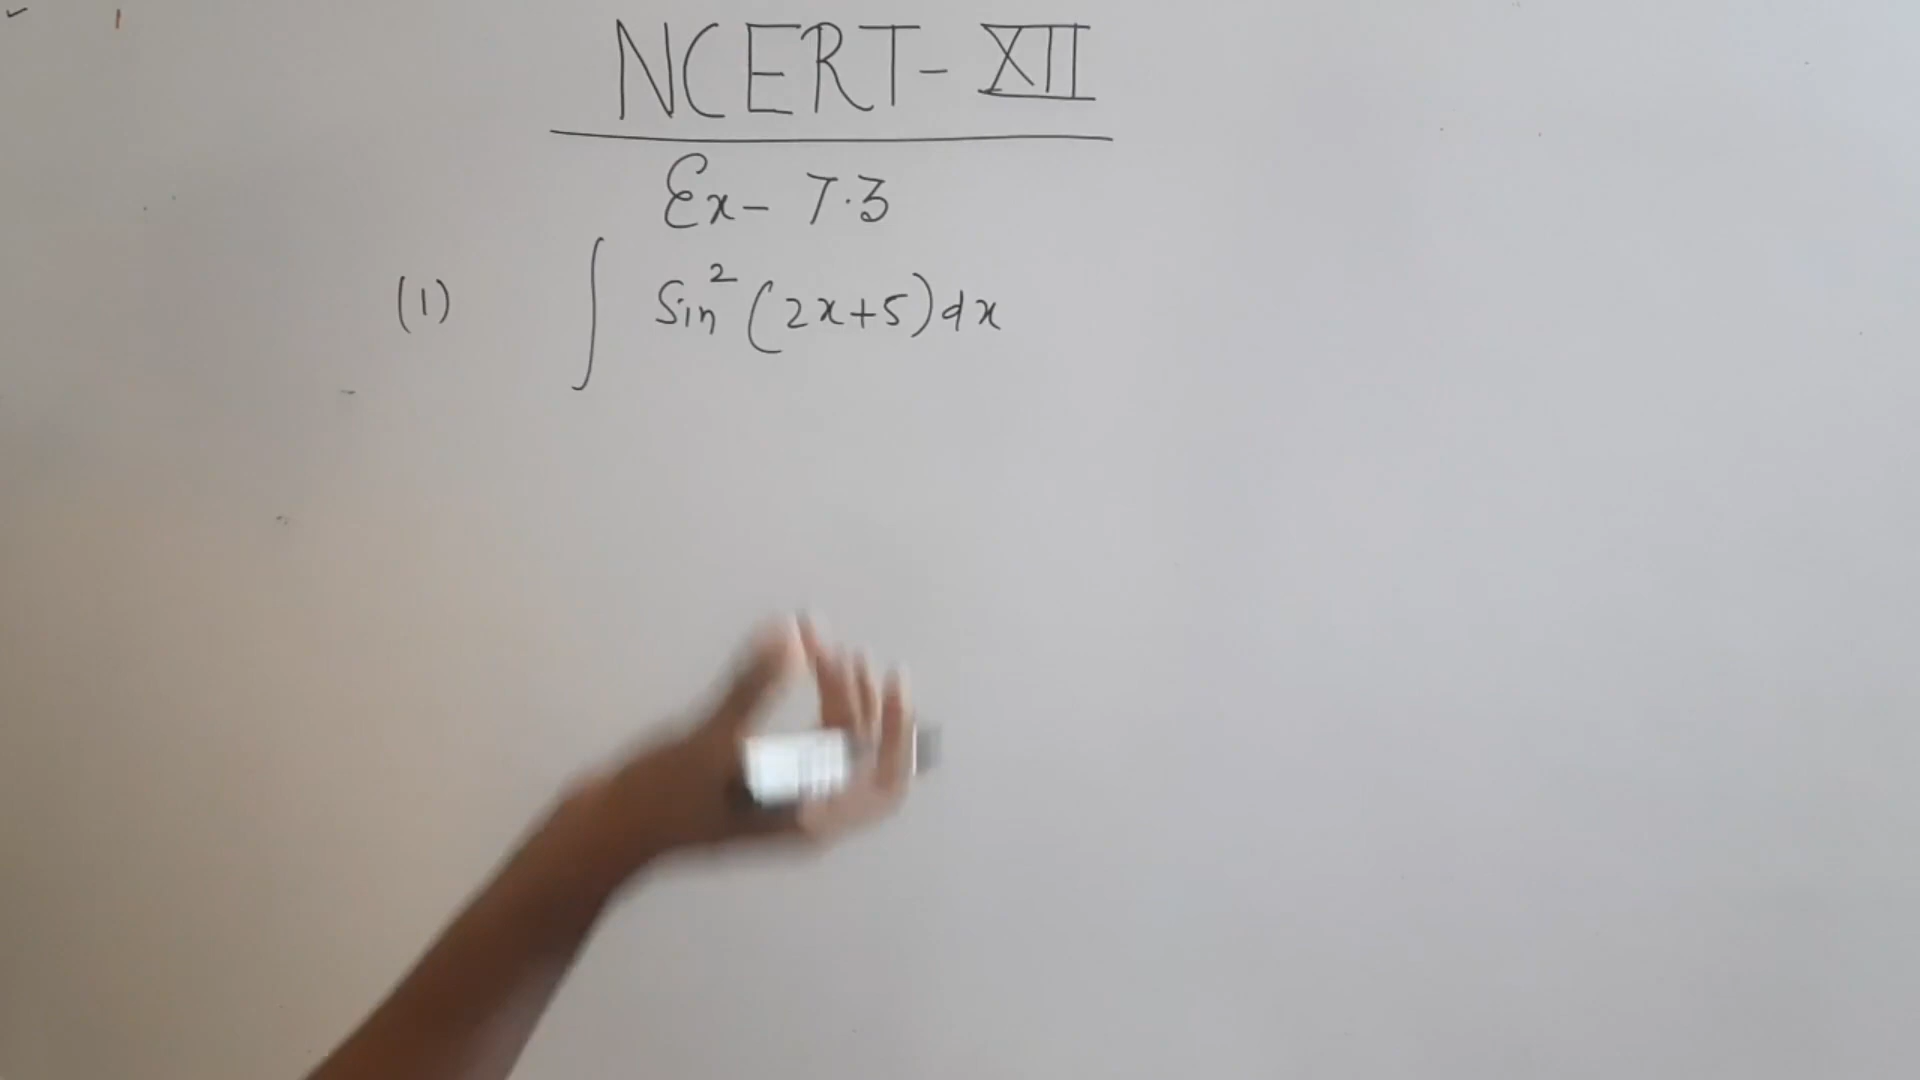 NCERT- XII
Ex- 7.3
(1) ∫ Sin² (2x+5)dx